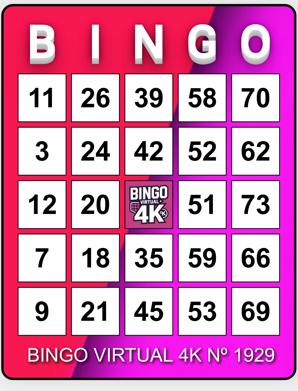 BINGO
11 26 39 58 70
3 24 42 52 62
12 20 BINGO VIRTUAL 4K 51 73
7 18 35 59 66
9 21 45 53 69
BINGO VIRTUAL 4K Nº 1929